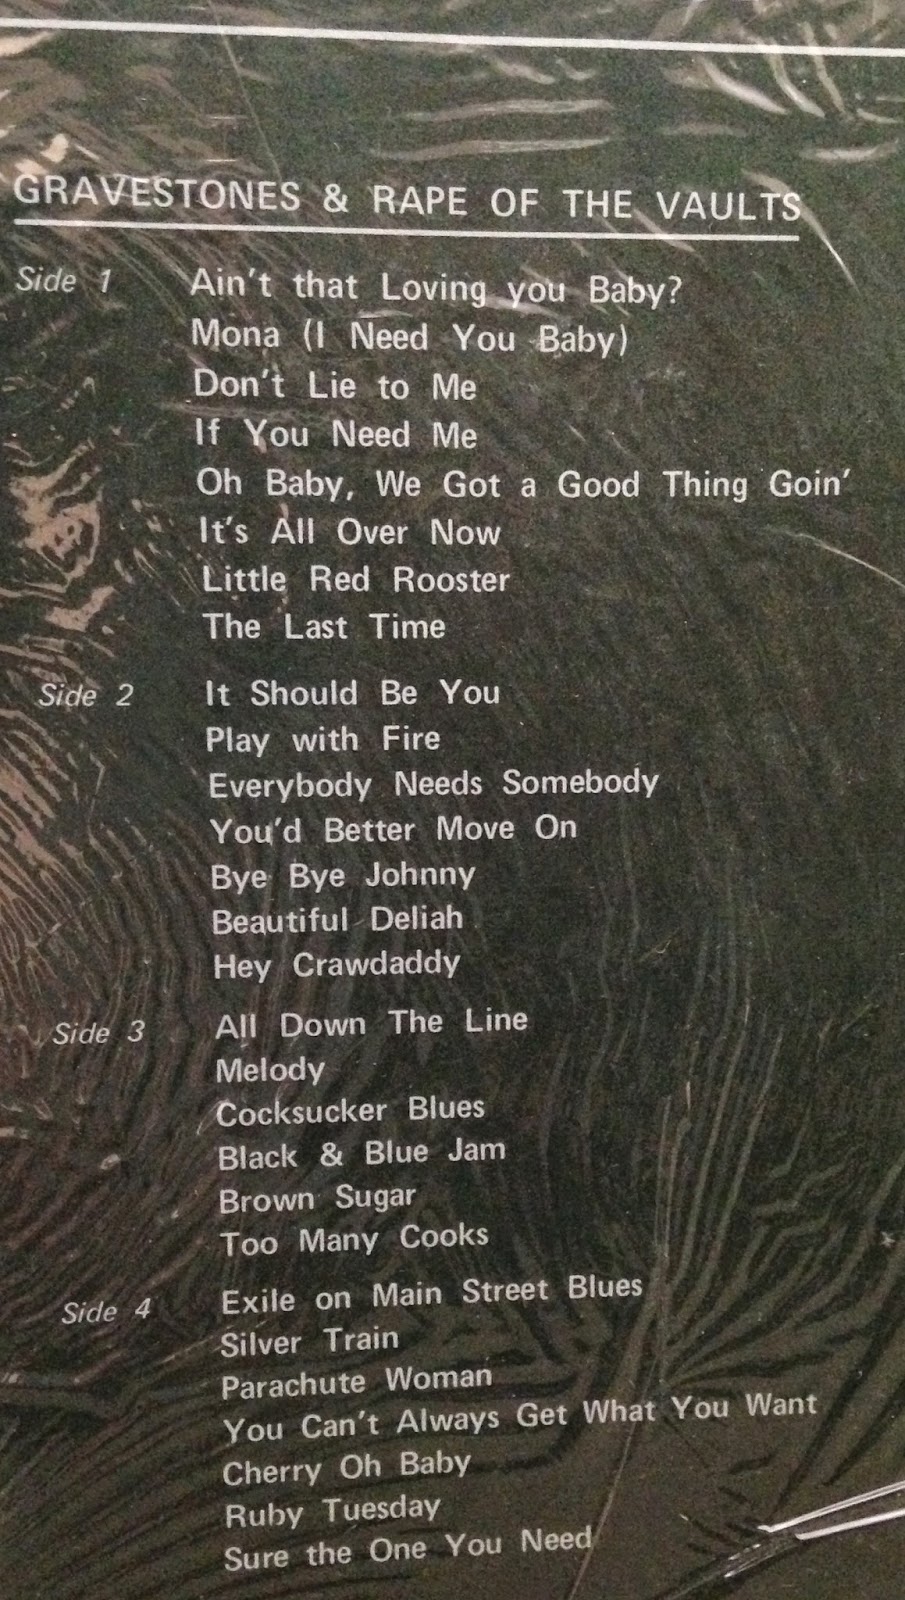 GRAVESTONES & RAPE OF THE VAULTS
Side 1 Ain't that Loving you Baby?
Mona (I Need You Baby)
Don't Lie to Me
If You Need Me
Oh Baby, We Got a Good Thing Goin'
It's All Over Now
Little Red Rooster
The Last Time
Side 2 It Should Be You
Play with Fire
Everybody Needs Somebody
You'd Better Move On
Bye Bye Johnny
Beautiful Deliah
Hey Crawdaddy
Side 3 All Down The Line
Melody
Cocksucker Blues
Black & Blue Jam
Brown Sugar
Too Many Cooks
Side 4 Exile on Main Street Blues
Silver Train
Parachute Woman
You Can't Always Get What You Want
Cherry Oh Baby
Ruby Tuesday
Sure the One You Need